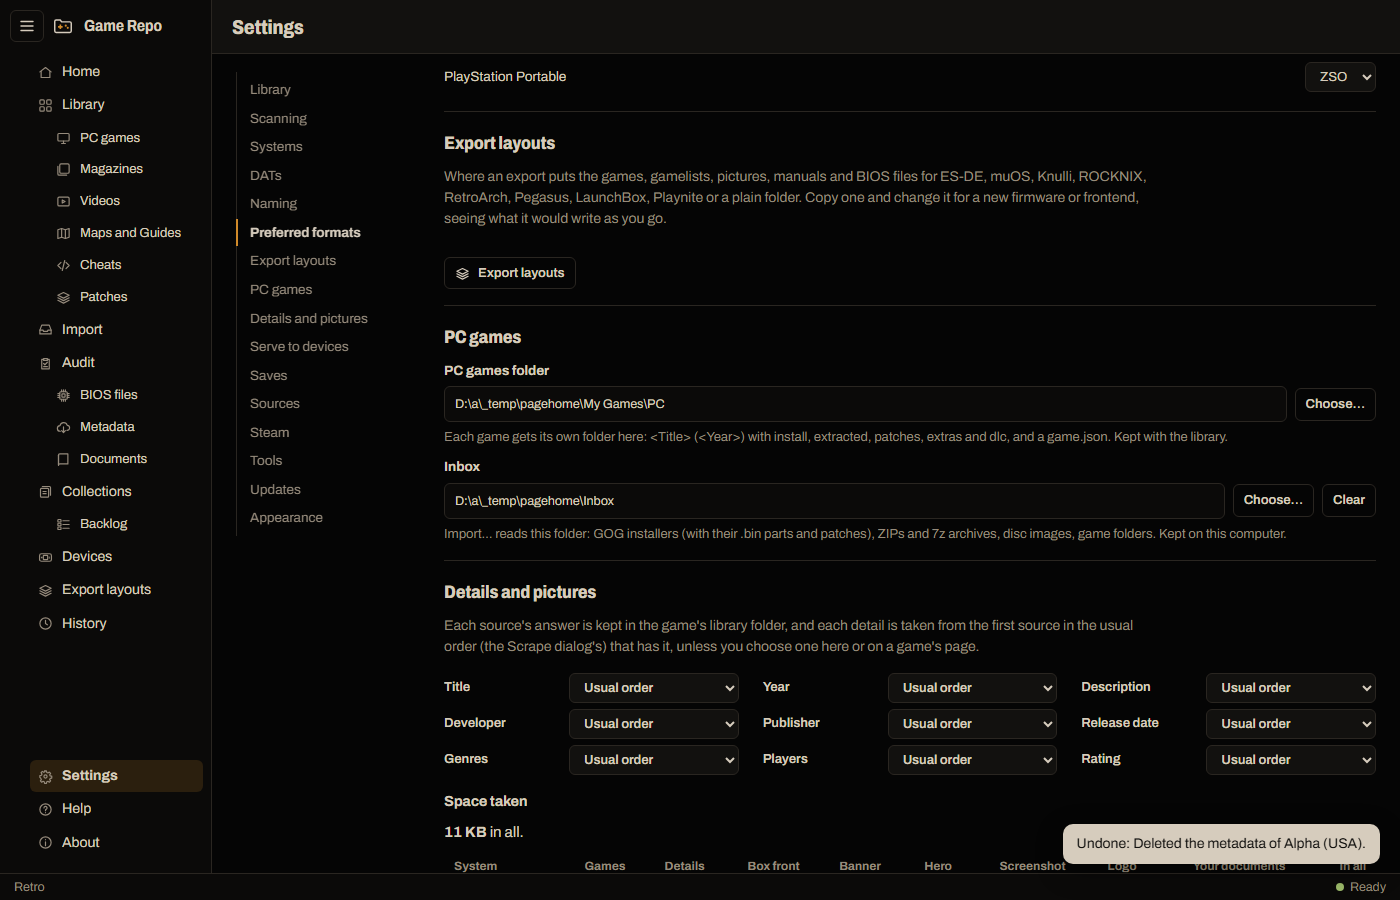 Game Repo
Settings
Home
Library
PC games
Magazines
Videos
Maps and Guides
Cheats
Patches
Import
Audit
BIOS files
Metadata
Documents
Collections
Backlog
Devices
Export layouts
History
Settings
Help
About
Library
Scanning
Systems
DATs
Naming
Preferred formats
Export layouts
PC games
Details and pictures
Serve to devices
Saves
Sources
Steam
Tools
Updates
Appearance
PlayStation Portable
ZSO
Export layouts
Where an export puts the games, gamelists, pictures, manuals and BIOS files for ES-DE, muOS, Knulli, ROCKNIX,
RetroArch, Pegasus, LaunchBox, Playnite or a plain folder. Copy one and change it for a new firmware or frontend,
seeing what it would write as you go.
Export layouts
PC games
PC games folder
D:\a\_temp\pagehome\My Games\PC
Choose...
Each game gets its own folder here: <Title> (<Year>) with install, extracted, patches, extras and dlc, and a game.json. Kept with the library.
Inbox
D:\a\_temp\pagehome\Inbox
Choose...
Clear
Import... reads this folder: GOG installers (with their .bin parts and patches), ZIPs and 7z archives, disc images, game folders. Kept on this computer.
Details and pictures
Each source's answer is kept in the game's library folder, and each detail is taken from the first source in the usual
order (the Scrape dialog's) that has it, unless you choose one here or on a game's page.
Title Usual order Year Usual order Description Usual order
Developer Usual order Publisher Usual order Release date Usual order
Genres Usual order Players Usual order Rating Usual order
Space taken
11 KB in all.
System Games Details Box front Banner Hero Screenshot Logo Your documents In all
Undone: Deleted the metadata of Alpha (USA).
Retro
Ready